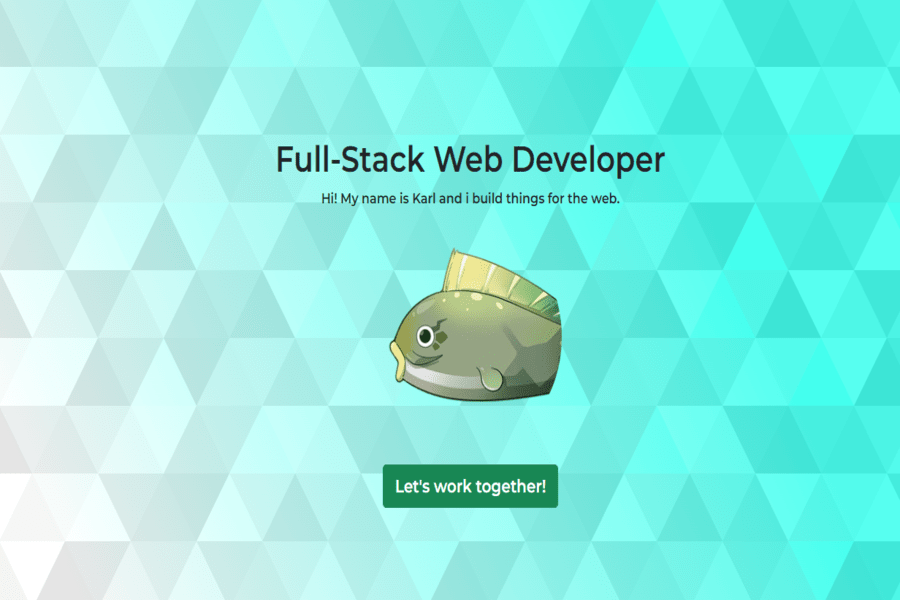 Full-Stack Web Developer
Hi! My name is Karl and i build things for the web.
Let's work together!